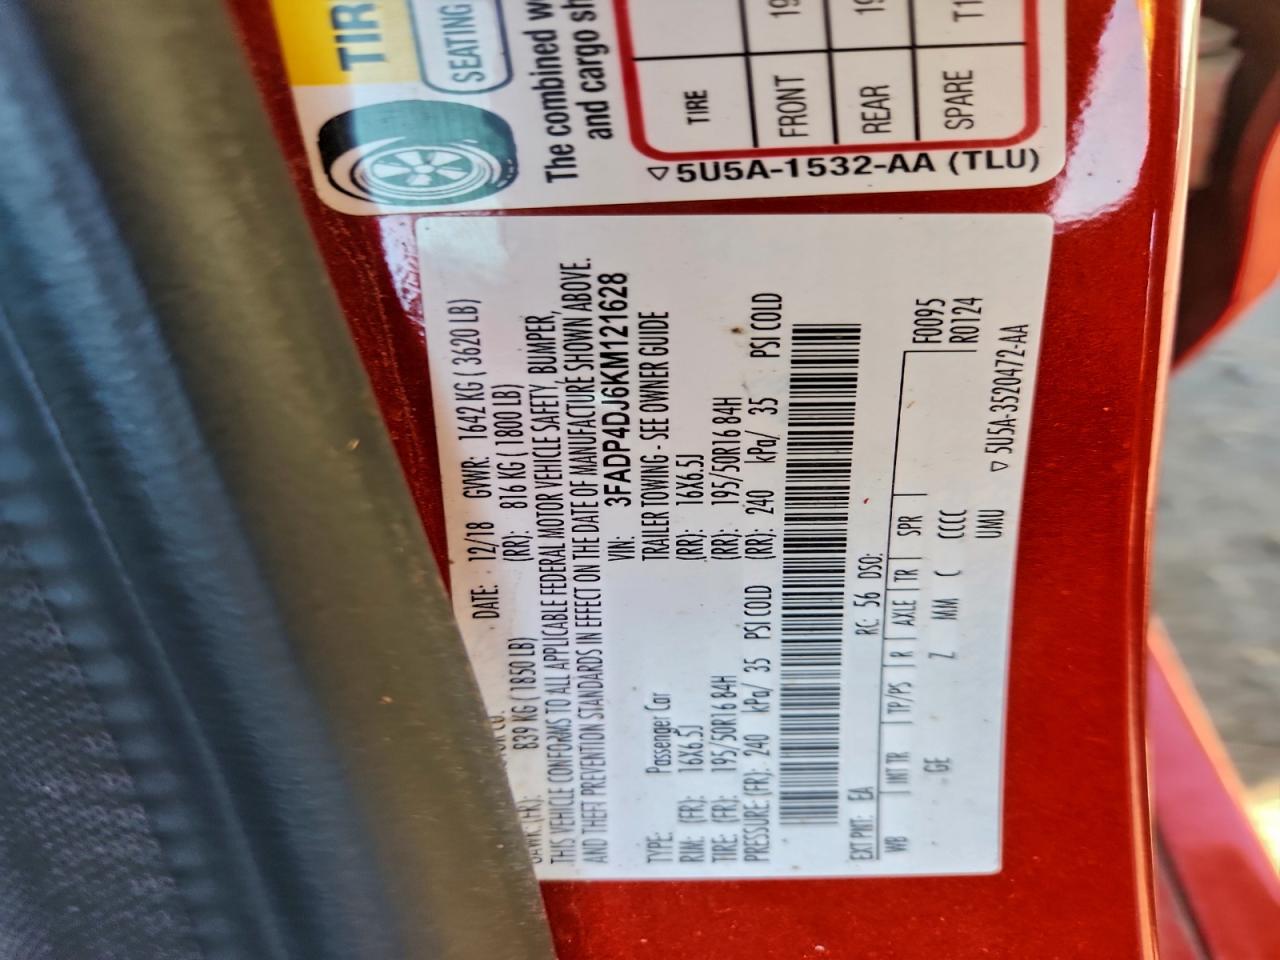 TIR
SEATING
The combined w
and cargo sh
TIRE
FRONT 19
REAR 19
SPARE T1
5U5A-1532-AA (TLU)
DATE: 12/18 GVWR: 1642 KG ( 3620 LB)
839 KG ( 1850 LB) (RR): 816 KG ( 1800 LB)
THIS VEHICLE CONFORMS TO ALL APPLICABLE FEDERAL MOTOR VEHICLE SAFETY, BUMPER,
AND THEFT PREVENTION STANDARDS IN EFFECT ON THE DATE OF MANUFACTURE SHOWN ABOVE.
VIN: 3FADP4DJ6KM121628
TYPE: Passenger Car TRAILER TOWING - SEE OWNER GUIDE
RIM: (FR): 16X6.5J (RR): 16X6.5J
TIRE: (FR): 195/50R16 84H (RR): 195/50R16 84H
PRESSURE (FR): 240 kPa/ 35 PSI COLD (RR): 240 kPa/ 35 PSI COLD
EXT PNT: EA RC: 56 DSO: F0095
WB INT TR TP/PS R AXLE TR SPR R0124
GE Z MM C CCCC
UMU 5U5A-3520472-AA